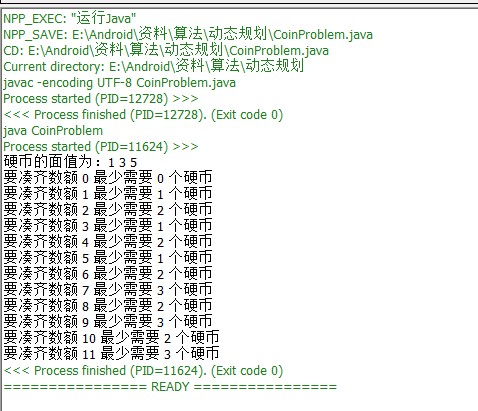 NPP_EXEC: "运行Java"
NPP_SAVE: E:\Android\资料\算法\动态规划\CoinProblem.java
CD: E:\Android\资料\算法\动态规划\CoinProblem.java
Current directory: E:\Android\资料\算法\动态规划
javac -encoding UTF-8 CoinProblem.java
Process started (PID=12728) >>>
<<< Process finished (PID=12728). (Exit code 0)
java CoinProblem
Process started (PID=11624) >>>
硬币的面值为：1 3 5
要凑齐数额 0 最少需要 0 个硬币
要凑齐数额 1 最少需要 1 个硬币
要凑齐数额 2 最少需要 2 个硬币
要凑齐数额 3 最少需要 1 个硬币
要凑齐数额 4 最少需要 2 个硬币
要凑齐数额 5 最少需要 1 个硬币
要凑齐数额 6 最少需要 2 个硬币
要凑齐数额 7 最少需要 3 个硬币
要凑齐数额 8 最少需要 2 个硬币
要凑齐数额 9 最少需要 3 个硬币
要凑齐数额 10 最少需要 2 个硬币
要凑齐数额 11 最少需要 3 个硬币
<<< Process finished (PID=11624). (Exit code 0)
================ READY ================